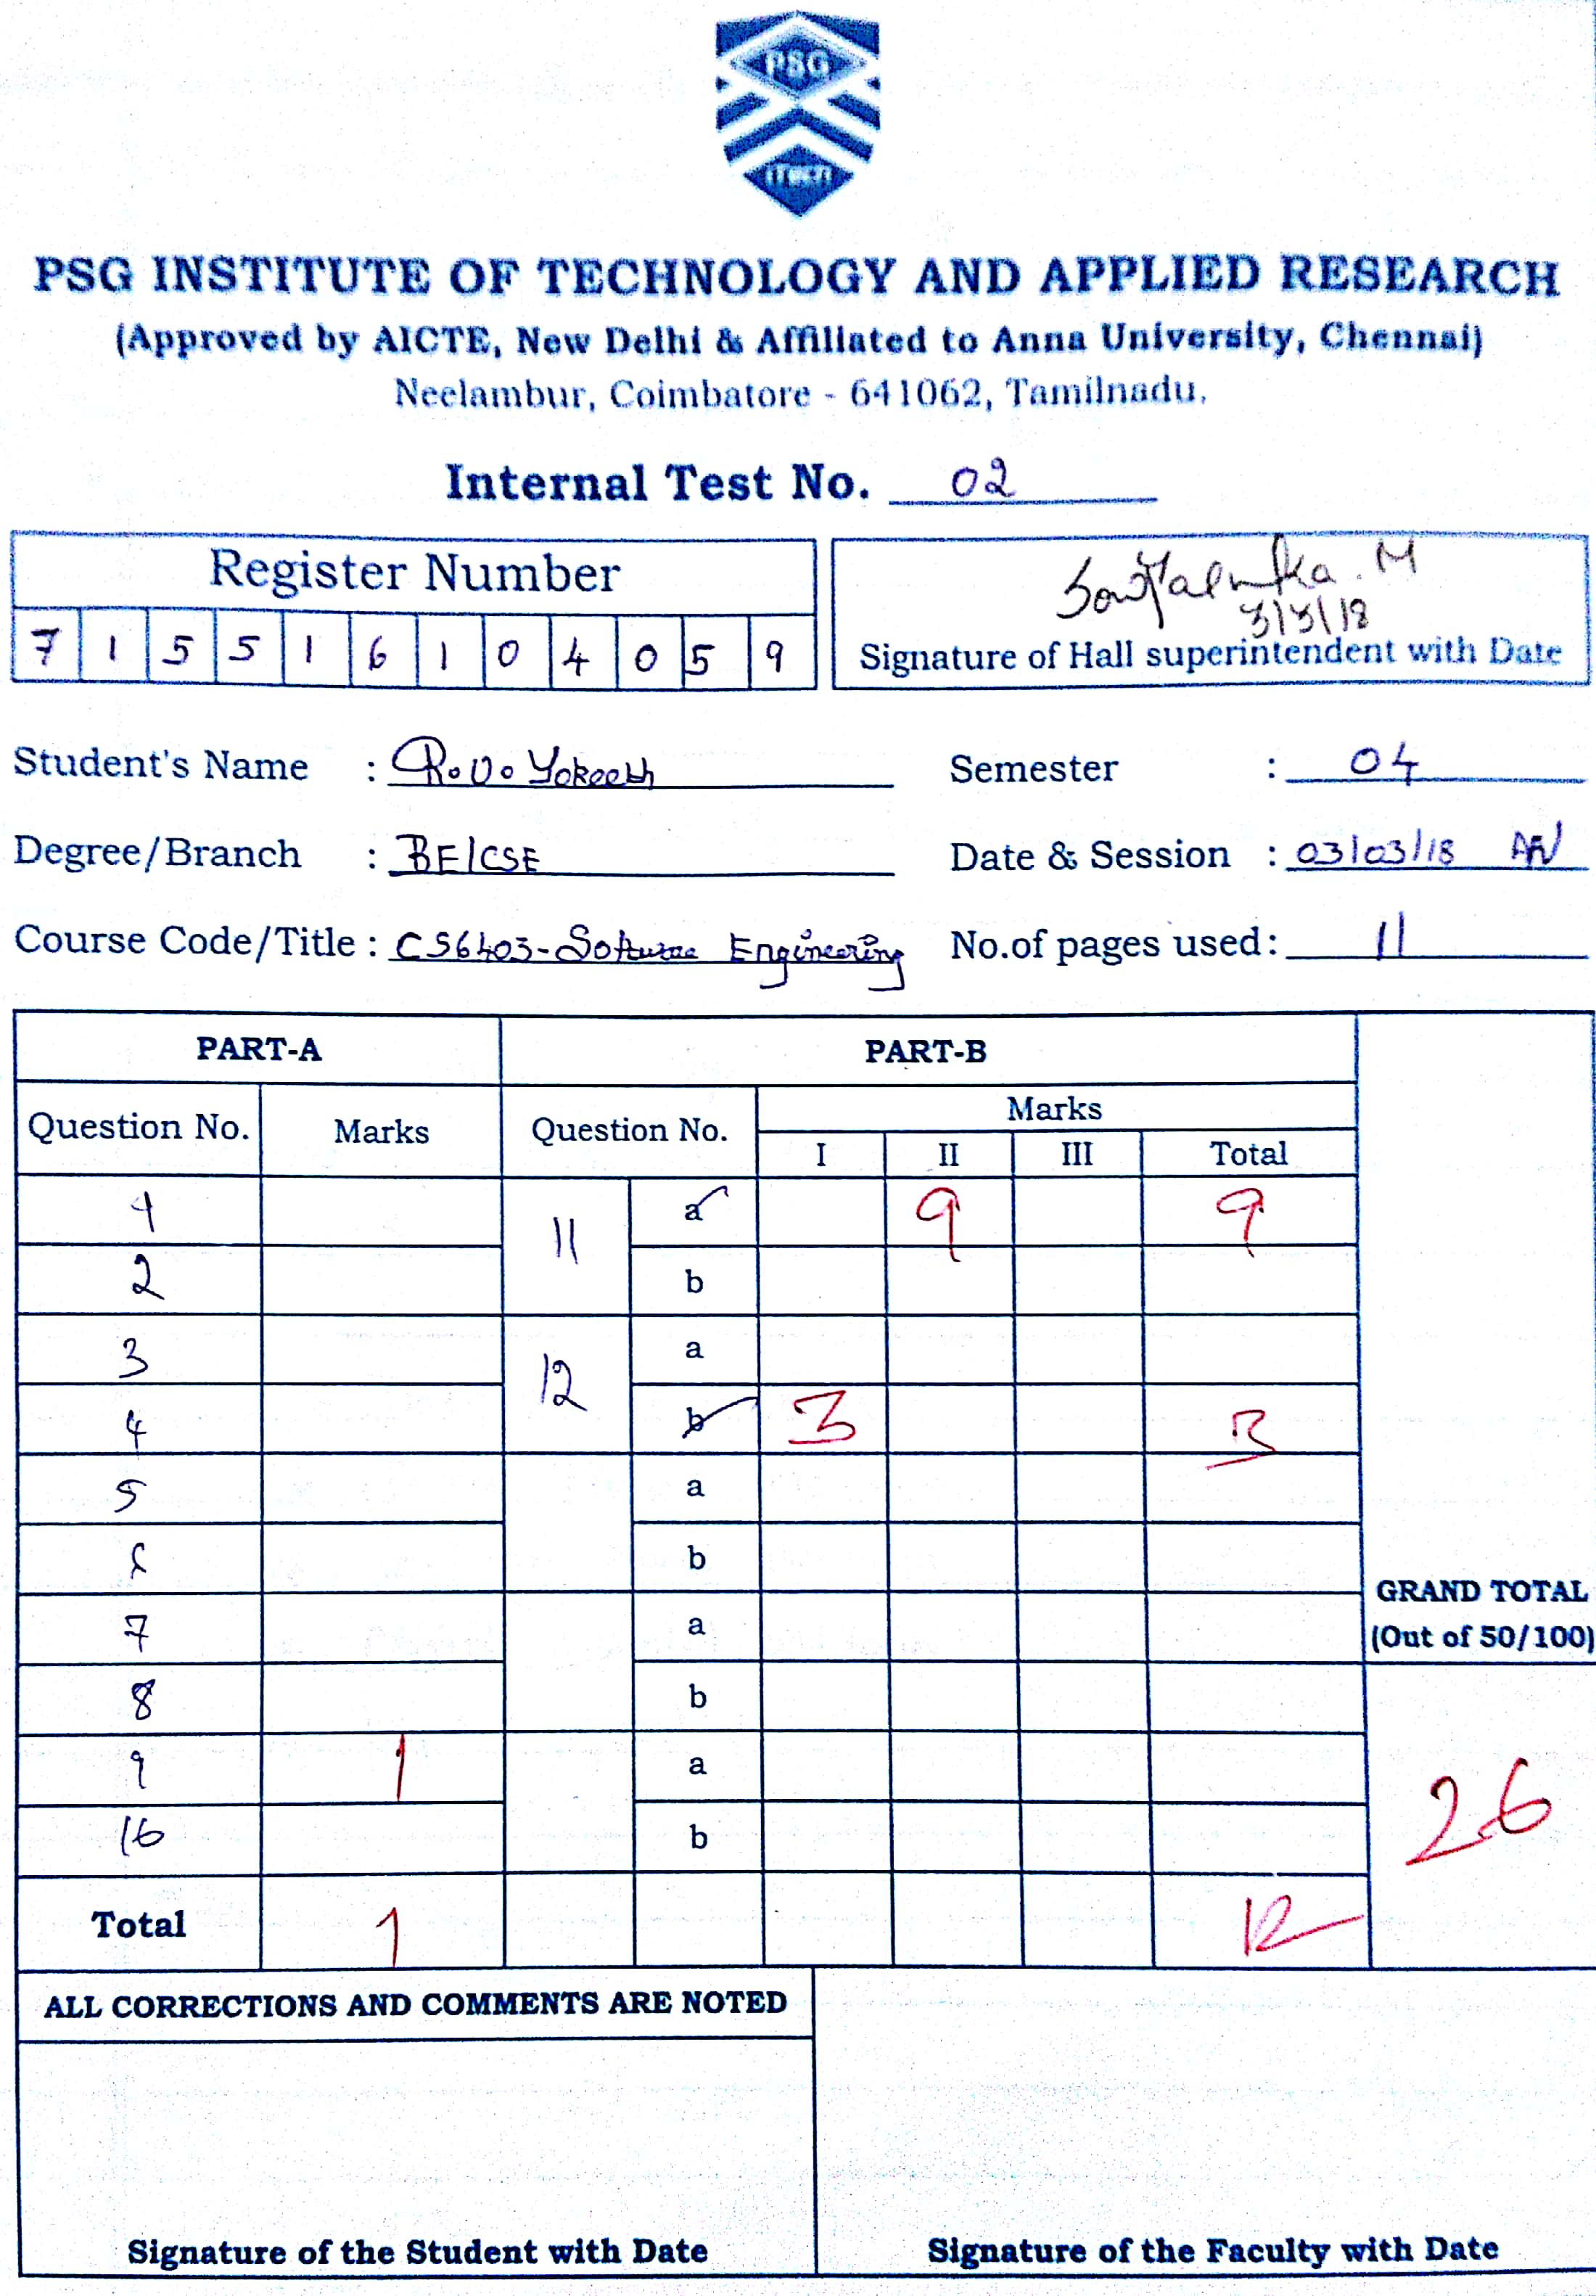 PSG
iTech
PSG INSTITUTE OF TECHNOLOGY AND APPLIED RESEARCH
(Approved by AICTE, New Delhi & Affiliated to Anna University, Chennai)
Neelambur, Coimbatore - 641062, Tamilnadu.
Internal Test No. 02
Register Number
7 1 5 5 1 6 1 0 4 0 5 9
M
3/3/18
Signature of Hall superintendent with Date
Student's Name : R.V. Yokeesh
Semester : 04
Degree/Branch : BE/CSE
Date & Session : 03/03/18 AN
Course Code/Title : CS6403-Software Engineering
No.of pages used: 11
PART-A PART-B
Question No. Marks Question No. Marks
I II III Total
1 11 a 9 9
2 b
3 12 a
4 b 3 3
5 a
6 b
GRAND TOTAL
7 a
(Out of 50/100)
8 b
9 1 a
26
10 b
Total 1 12
ALL CORRECTIONS AND COMMENTS ARE NOTED
Signature of the Student with Date
Signature of the Faculty with Date